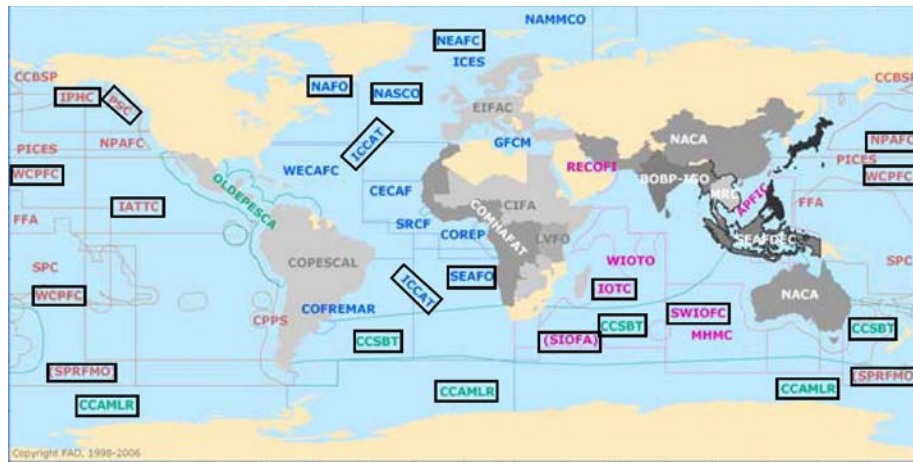 NAMMCO
NEAFC
ICES
CCBSP
CCBSP
IPHC
PSC
NAFO
NASCO
EIFAC
NPAFC
NPAFC
ICCAT
GFCM
NACA
PICES
PICES
WCPFC
WCPFC
WECAFC
RECOFI
BOBP-IGO
MRC
APFIC
OLDEPESCA
CECAF
CIFA
IATTC
FFA
FFA
SRCF
COREP
COMHAFAT
LVFO
SEAFDEC
COPESCAL
WIOTO
SPC
SPC
ICCAT
SEAFO
IOTC
NACA
WCPFC
COFREMAR
SWIOFC
CPPS
CCSBT
CCSBT
CCSBT
(SIOFA)
MHMC
(SPRFMO)
(SPRFMO)
CCAMLR
CCAMLR
CCAMLR
Copyright FAO, 1998-2006